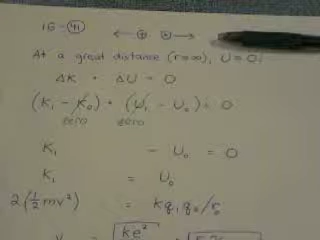 16-41 ← ⊕ ⊕ →
At a great distance (r=∞), U=0:
ΔK + ΔU = 0
(K₁ - K₀) + (U₁ - U₀) = 0
zero zero
K₁ - U₀ = 0
K₁ = U₀
2(½mv²) = kq₁q₂/r₀
ke²